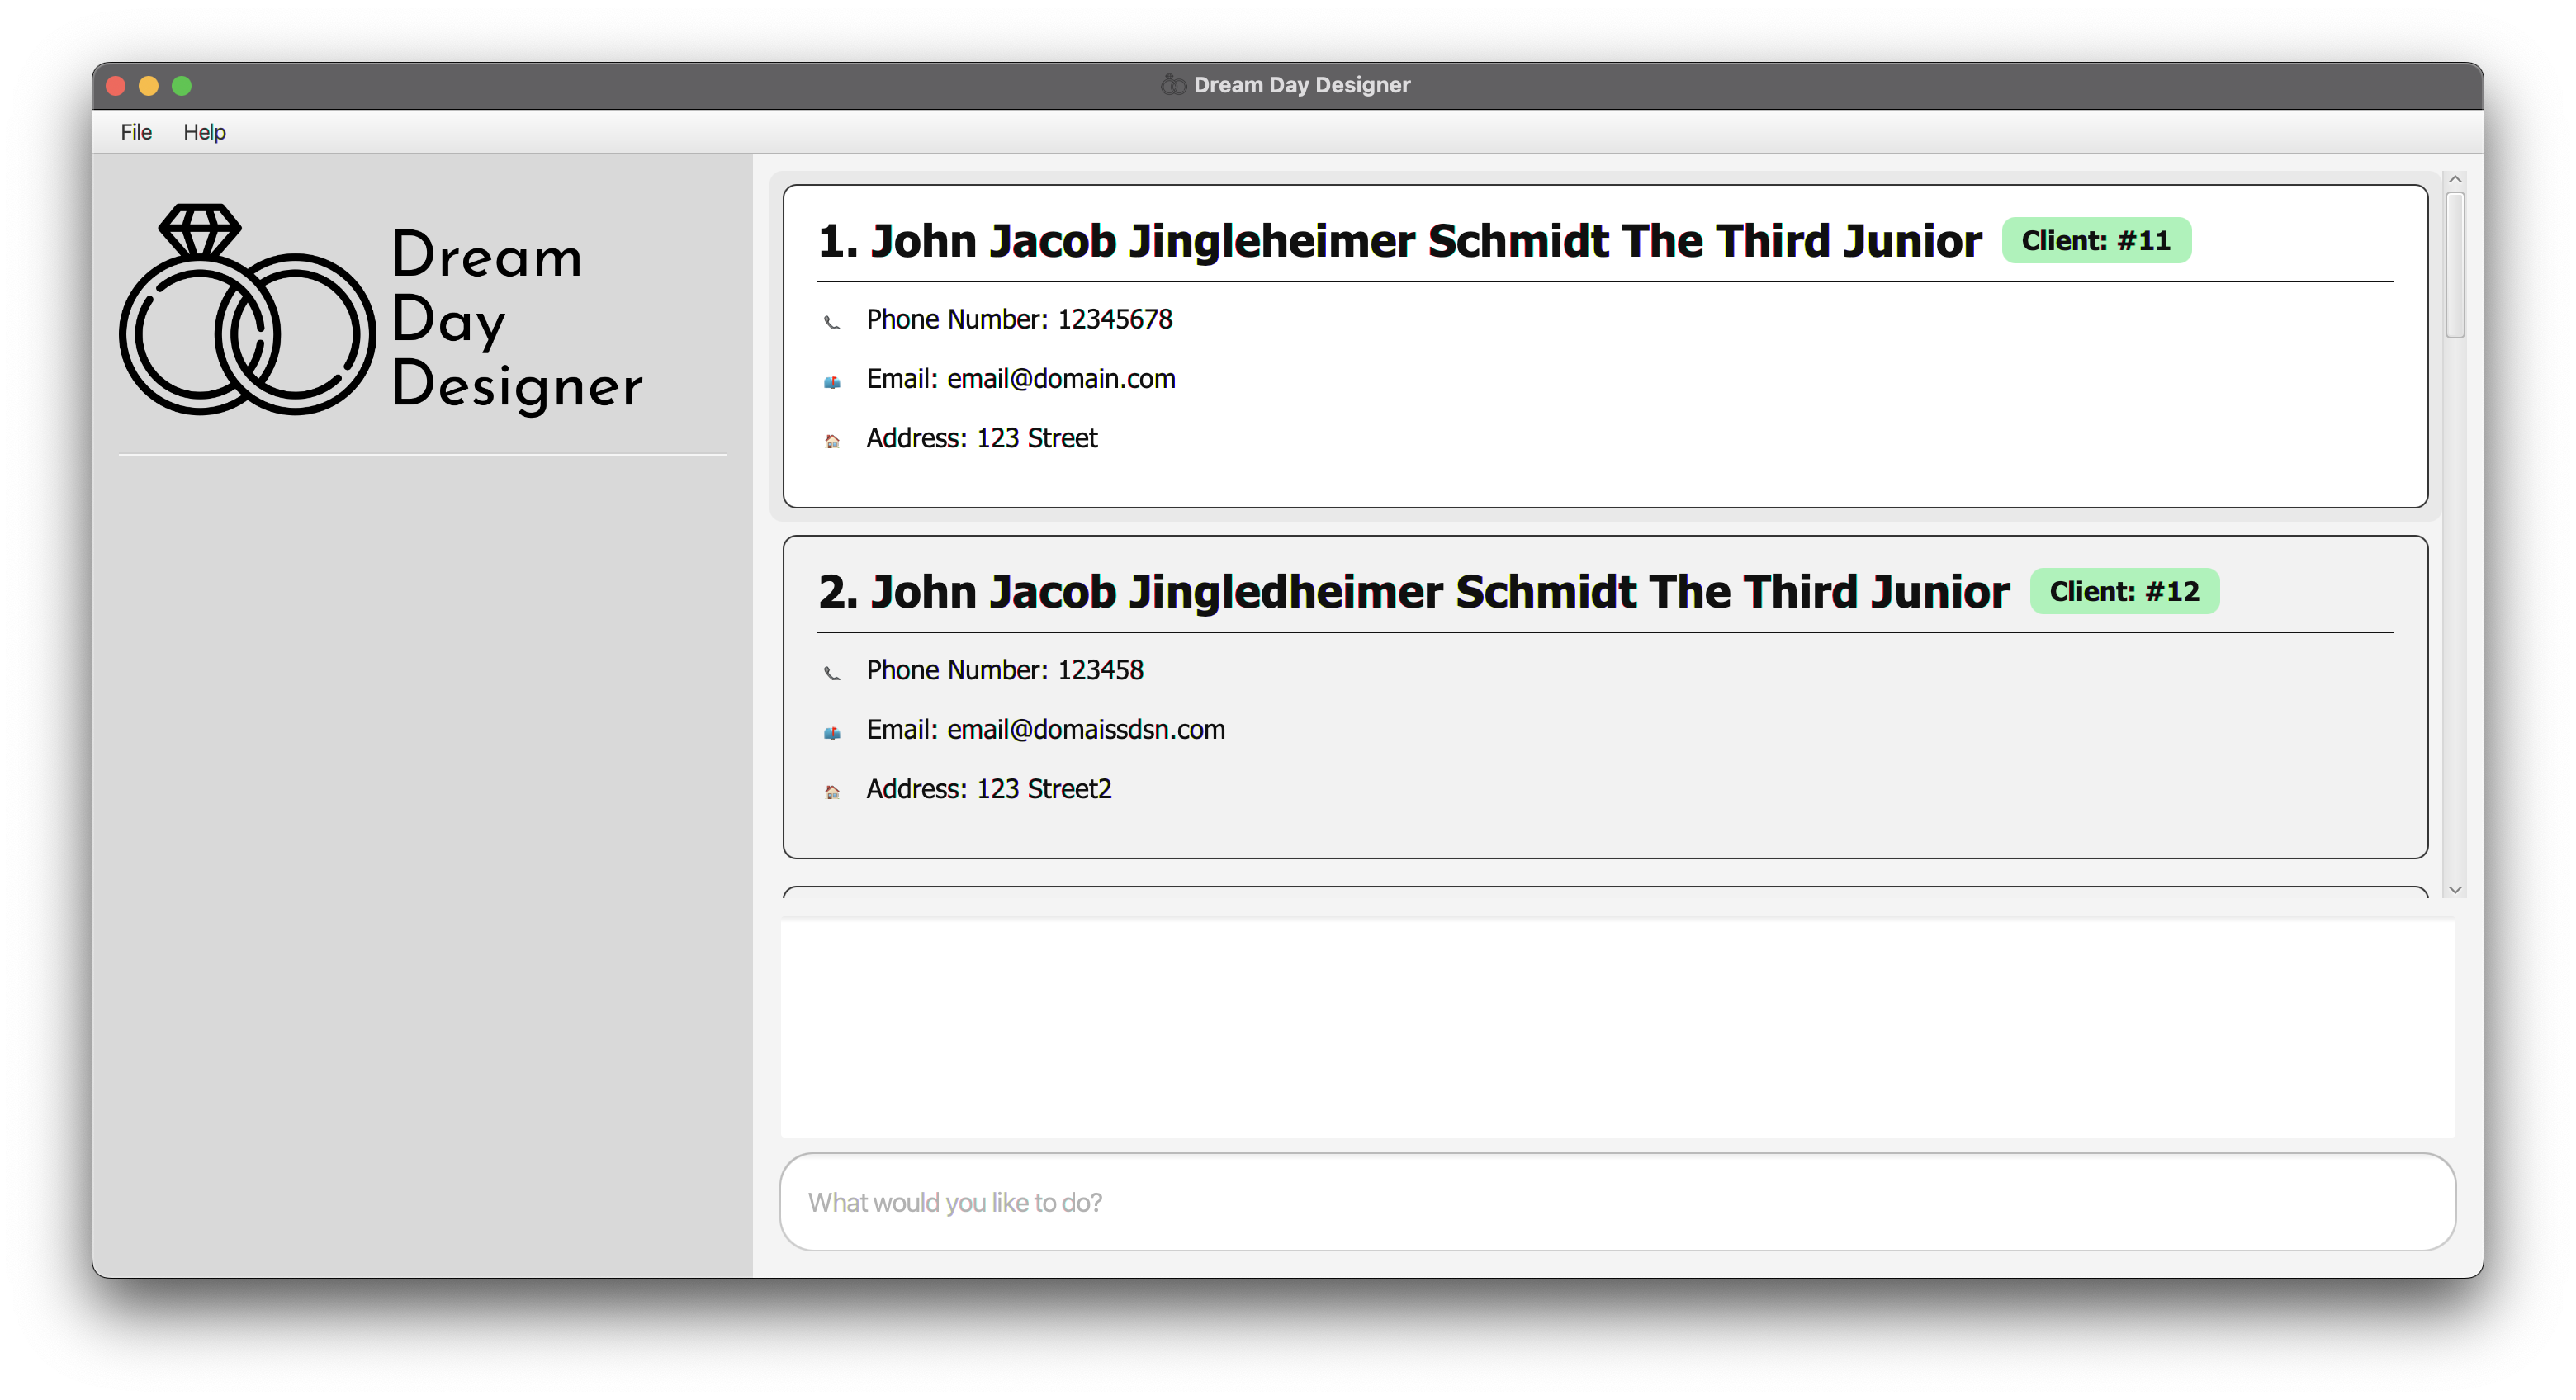 Dream Day Designer
File Help
Dream
Day
Designer
1. John Jacob Jingleheimer Schmidt The Third Junior Client: #11
Phone Number: 12345678
Email: email@domain.com
Address: 123 Street
2. John Jacob Jingledheimer Schmidt The Third Junior Client: #12
Phone Number: 123458
Email: email@domaissdsn.com
Address: 123 Street2
What would you like to do?